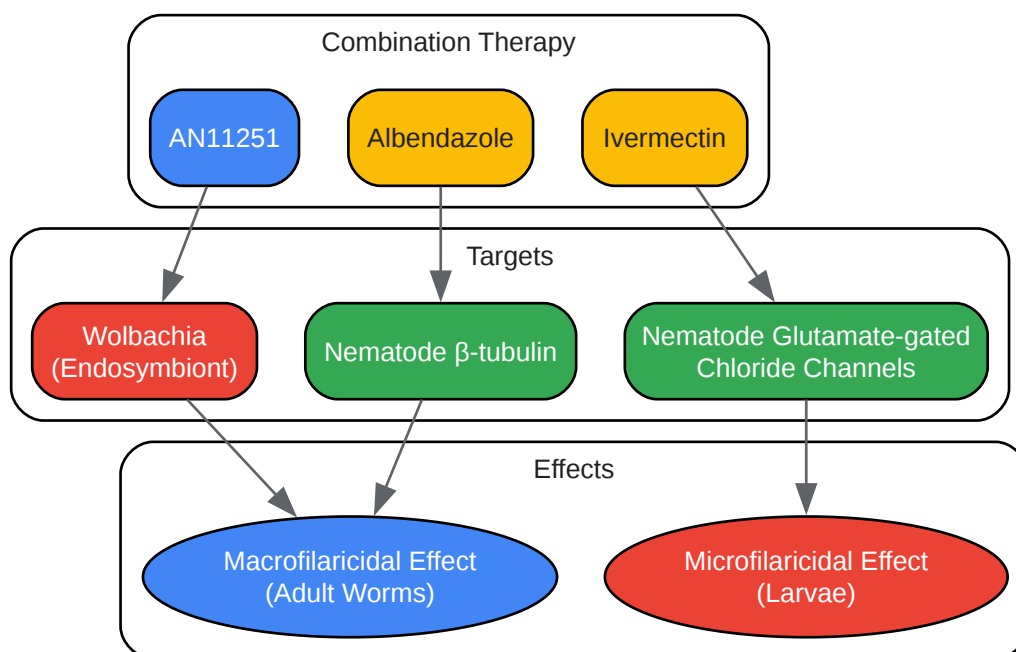 Combination Therapy
AN11251
Albendazole
Ivermectin
Targets
Wolbachia
(Endosymbiont)
Nematode β-tubulin
Nematode Glutamate-gated
Chloride Channels
Effects
Macrofilaricidal Effect
(Adult Worms)
Microfilaricidal Effect
(Larvae)